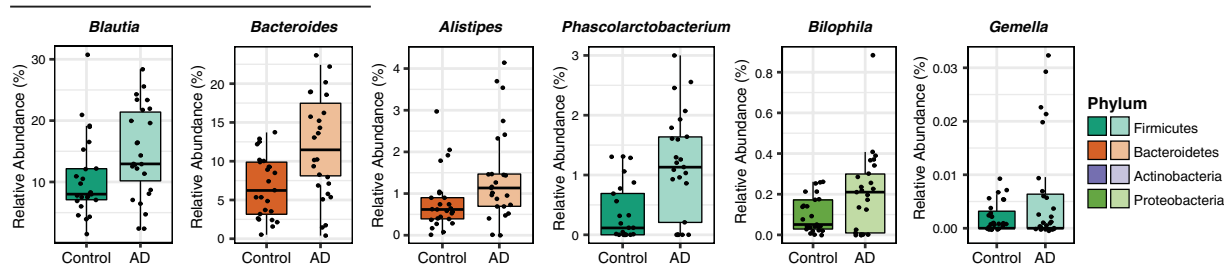 Blautia
Bacteroides
Alistipes
Phascolarctobacterium
Bilophila
Gemella
Relative Abundance (%)
30
20
10
Control AD
Relative Abundance (%)
20
15
10
5
0
Control AD
Relative Abundance (%)
4
3
2
1
0
Control AD
Relative Abundance (%)
3
2
1
0
Control AD
Relative Abundance (%)
0.8
0.6
0.4
0.2
0.0
Control AD
Relative Abundance (%)
0.03
0.02
0.01
0.00
Control AD
Phylum
Firmicutes
Bacteroidetes
Actinobacteria
Proteobacteria